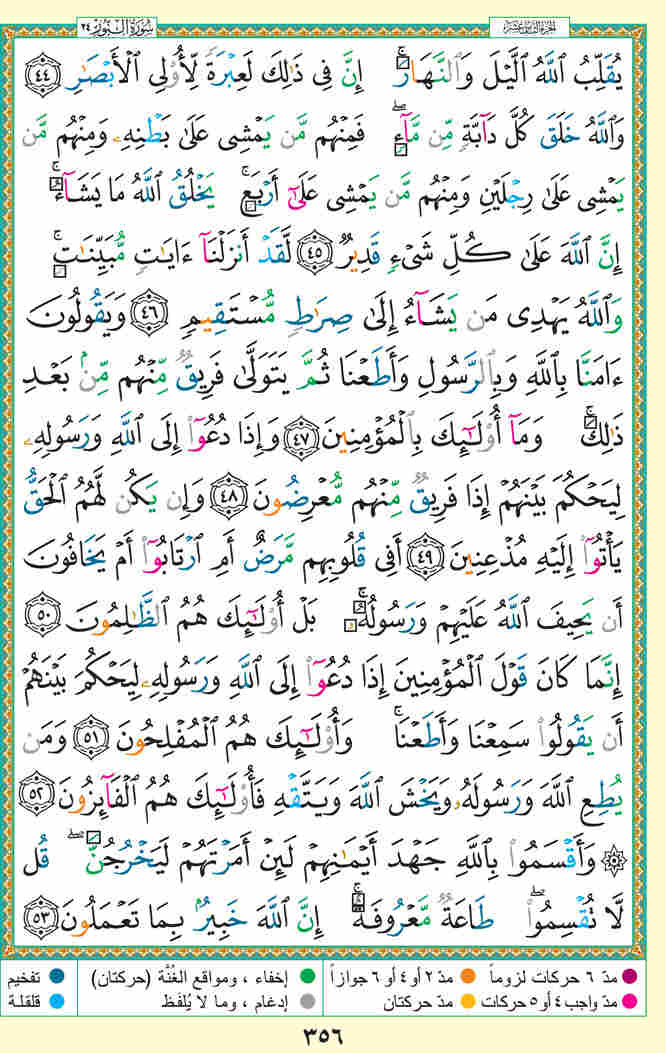 سُورَةُ النُّورِ ٢٤
يُقَلِّبُ ٱللَّهُ ٱلَّيْلَ وَٱلنَّهَارَۚ إِنَّ فِى ذَٰلِكَ لَعِبْرَةً لِّأُو۟لِى ٱلْأَبْصَٰرِ ٤٤
وَٱللَّهُ خَلَقَ كُلَّ دَآبَّةٍ مِّن مَّآءٍۖ فَمِنْهُم مَّن يَمْشِى عَلَىٰ بَطْنِهِۦ وَمِنْهُم مَّن
يَمْشِى عَلَىٰ رِجْلَيْنِ وَمِنْهُم مَّن يَمْشِى عَلَىٰٓ أَرْبَعٍۚ يَخْلُقُ ٱللَّهُ مَا يَشَآءُۚ
إِنَّ ٱللَّهَ عَلَىٰ كُلِّ شَىْءٍ قَدِيرٌ ٤٥ لَّقَدْ أَنزَلْنَآ ءَايَٰتٍ مُّبَيِّنَٰتٍۚ
وَٱللَّهُ يَهْدِى مَن يَشَآءُ إِلَىٰ صِرَٰطٍ مُّسْتَقِيمٍ ٤٦ وَيَقُولُونَ
ءَامَنَّا بِٱللَّهِ وَبِٱلرَّسُولِ وَأَطَعْنَا ثُمَّ يَتَوَلَّىٰ فَرِيقٌ مِّنْهُم مِّنۢ بَعْدِ
ذَٰلِكَۚ وَمَآ أُو۟لَٰٓئِكَ بِٱلْمُؤْمِنِينَ ٤٧ وَإِذَا دُعُوٓا۟ إِلَى ٱللَّهِ وَرَسُولِهِۦ
لِيَحْكُمَ بَيْنَهُمْ إِذَا فَرِيقٌ مِّنْهُم مُّعْرِضُونَ ٤٨ وَإِن يَكُن لَّهُمُ ٱلْحَقُّ
يَأْتُوٓا۟ إِلَيْهِ مُذْعِنِينَ ٤٩ أَفِى قُلُوبِهِم مَّرَضٌ أَمِ ٱرْتَابُوٓا۟ أَمْ يَخَافُونَ
أَن يَحِيفَ ٱللَّهُ عَلَيْهِمْ وَرَسُولُهُۥۚ بَلْ أُو۟لَٰٓئِكَ هُمُ ٱلظَّٰلِمُونَ ٥٠
إِنَّمَا كَانَ قَوْلَ ٱلْمُؤْمِنِينَ إِذَا دُعُوٓا۟ إِلَى ٱللَّهِ وَرَسُولِهِۦ لِيَحْكُمَ بَيْنَهُمْ
أَن يَقُولُوا۟ سَمِعْنَا وَأَطَعْنَاۚ وَأُو۟لَٰٓئِكَ هُمُ ٱلْمُفْلِحُونَ ٥١ وَمَن
يُطِعِ ٱللَّهَ وَرَسُولَهُۥ وَيَخْشَ ٱللَّهَ وَيَتَّقْهِ فَأُو۟لَٰٓئِكَ هُمُ ٱلْفَآئِزُونَ ٥٢
۞ وَأَقْسَمُوا۟ بِٱللَّهِ جَهْدَ أَيْمَٰنِهِمْ لَئِنْ أَمَرْتَهُمْ لَيَخْرُجُنَّۖ قُل
لَّا تُقْسِمُوا۟ۖ طَاعَةٌ مَّعْرُوفَةٌۚ إِنَّ ٱللَّهَ خَبِيرٌۢ بِمَا تَعْمَلُونَ ٥٣
مدّ ٦ حركات لزوماً مدّ ٢ أو ٤ أو ٦ جوازاً إخفاء ، ومواقع الغُنَّة (حركتان) تفخيم
مدّ واجب ٤ أو ٥ حركات مدّ حركتان إدغام ، وما لا يُلفَظ قلقلة
٣٥٦